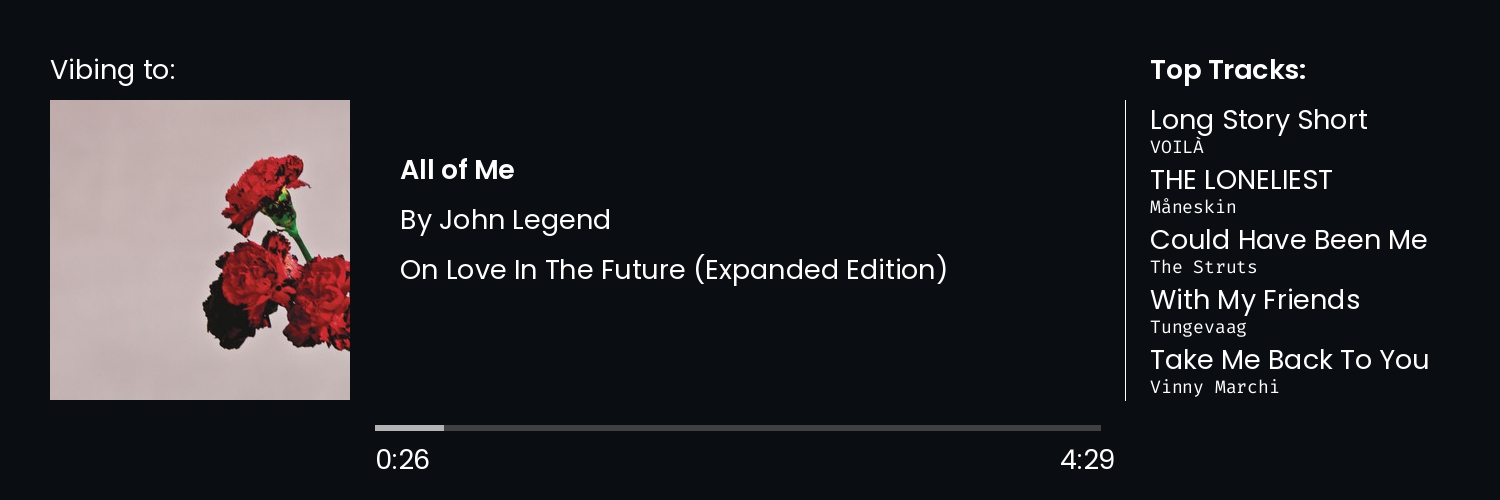 Vibing to:
All of Me
By John Legend
On Love In The Future (Expanded Edition)
0:26
4:29
Top Tracks:
Long Story Short
VOILÀ
THE LONELIEST
Måneskin
Could Have Been Me
The Struts
With My Friends
Tungevaag
Take Me Back To You
Vinny Marchi